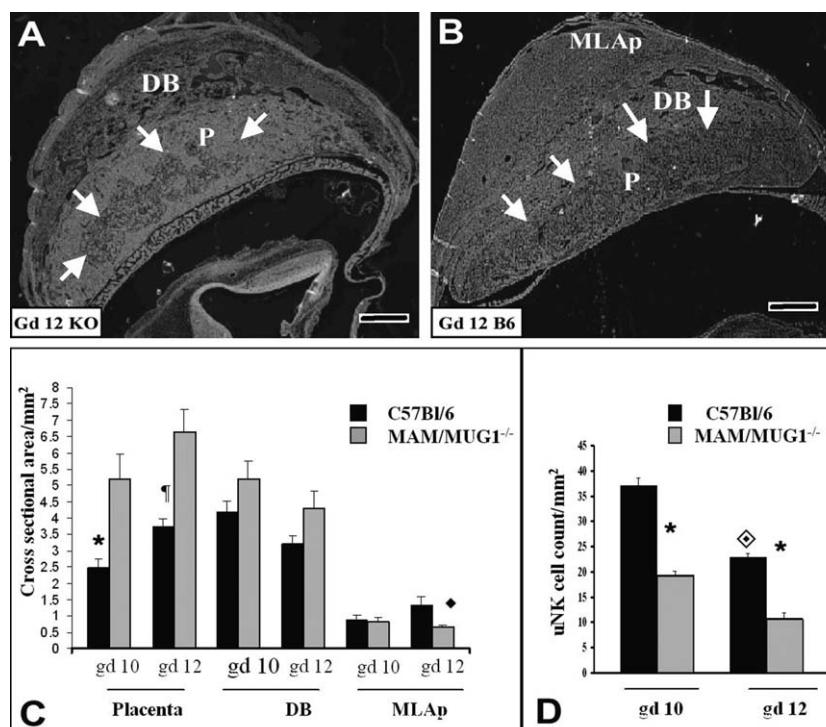 A
DB
P
Gd 12 KO
B
MLAp
DB
P
Gd 12 B6
Cross sectional area/mm²
8
7.5
7
6.5
6
5.5
5
4.5
4
3.5
3
2.5
2
1.5
1
0.5
C57Bl/6
MAM/MUG1-/-
*
¶
◆
gd 10 gd 12 gd 10 gd 12 gd 10 gd 12
Placenta DB MLAp
C
uNK cell count/mm²
45
40
35
30
25
20
15
10
5
0
C57Bl/6
MAM/MUG1-/-
*
*
gd 10 gd 12
D